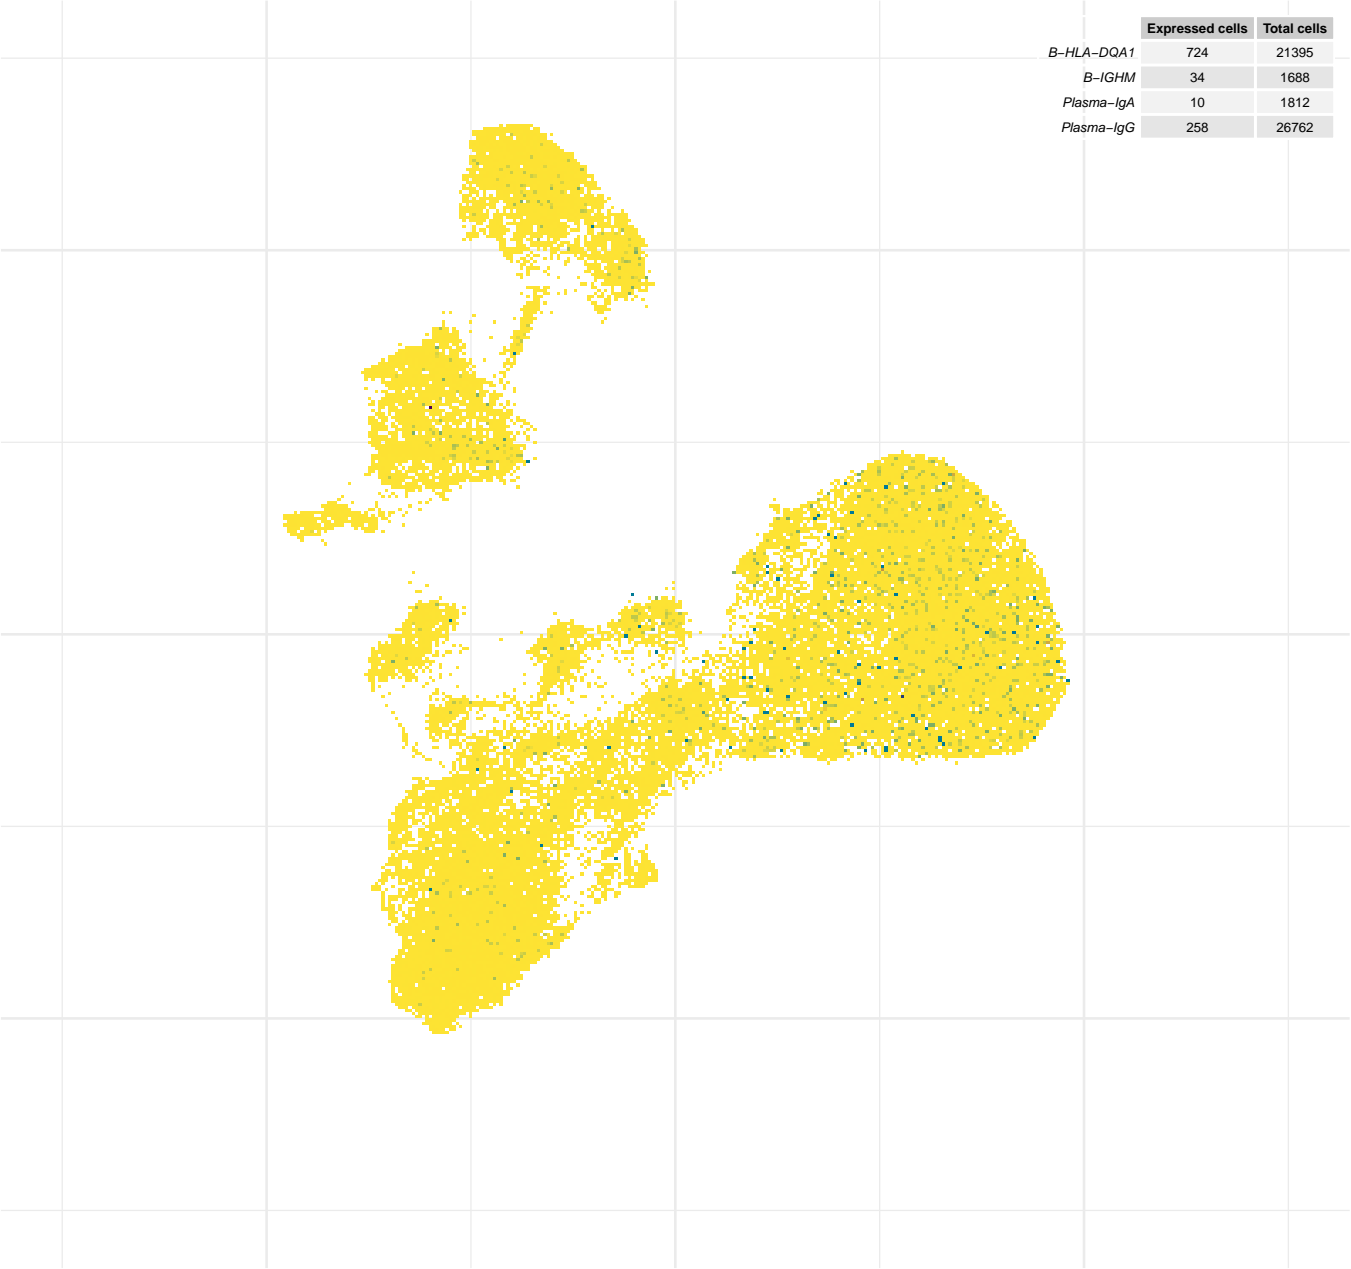 Expressed cells Total cells
B−HLA−DQA1 724 21395
B−IGHM 34 1688
Plasma−IgA 10 1812
Plasma−IgG 258 26762